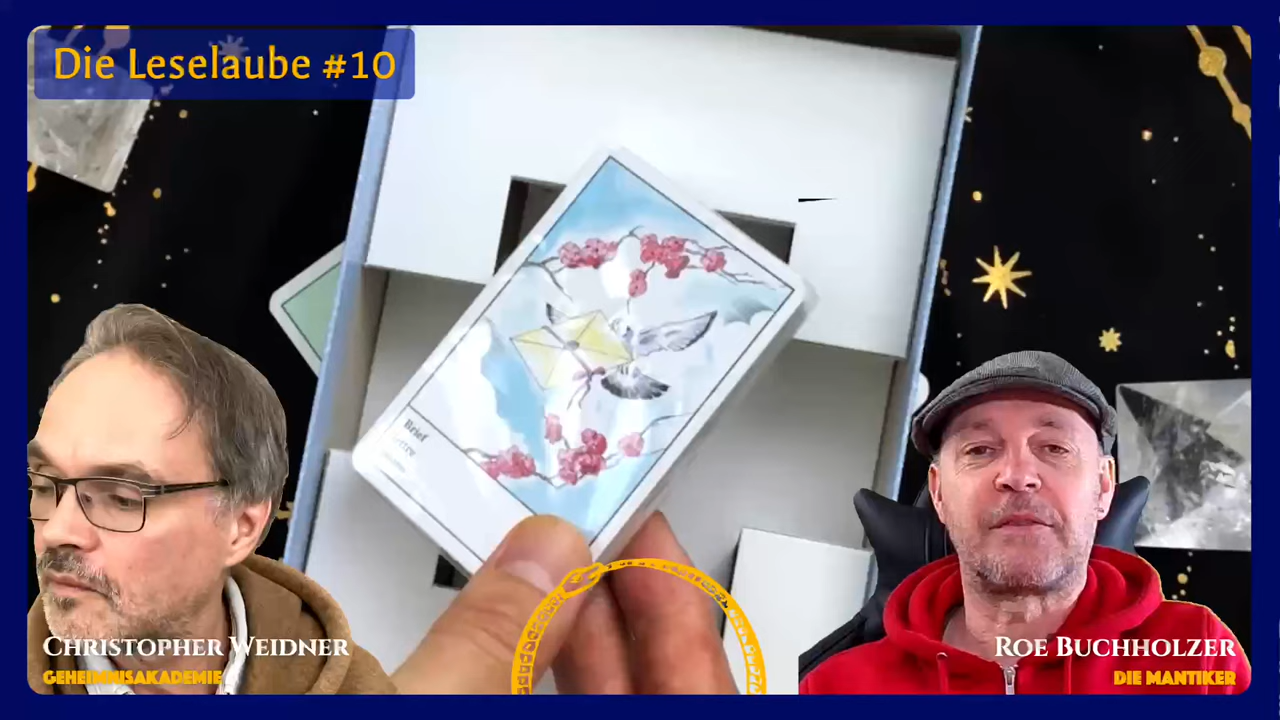 Die Leselaube #10
Brief
CHRISTOPHER WEIDNER
GEHEIMNISAKADEMIE
ROE BUCHHOLZER
DIE MANTIKER